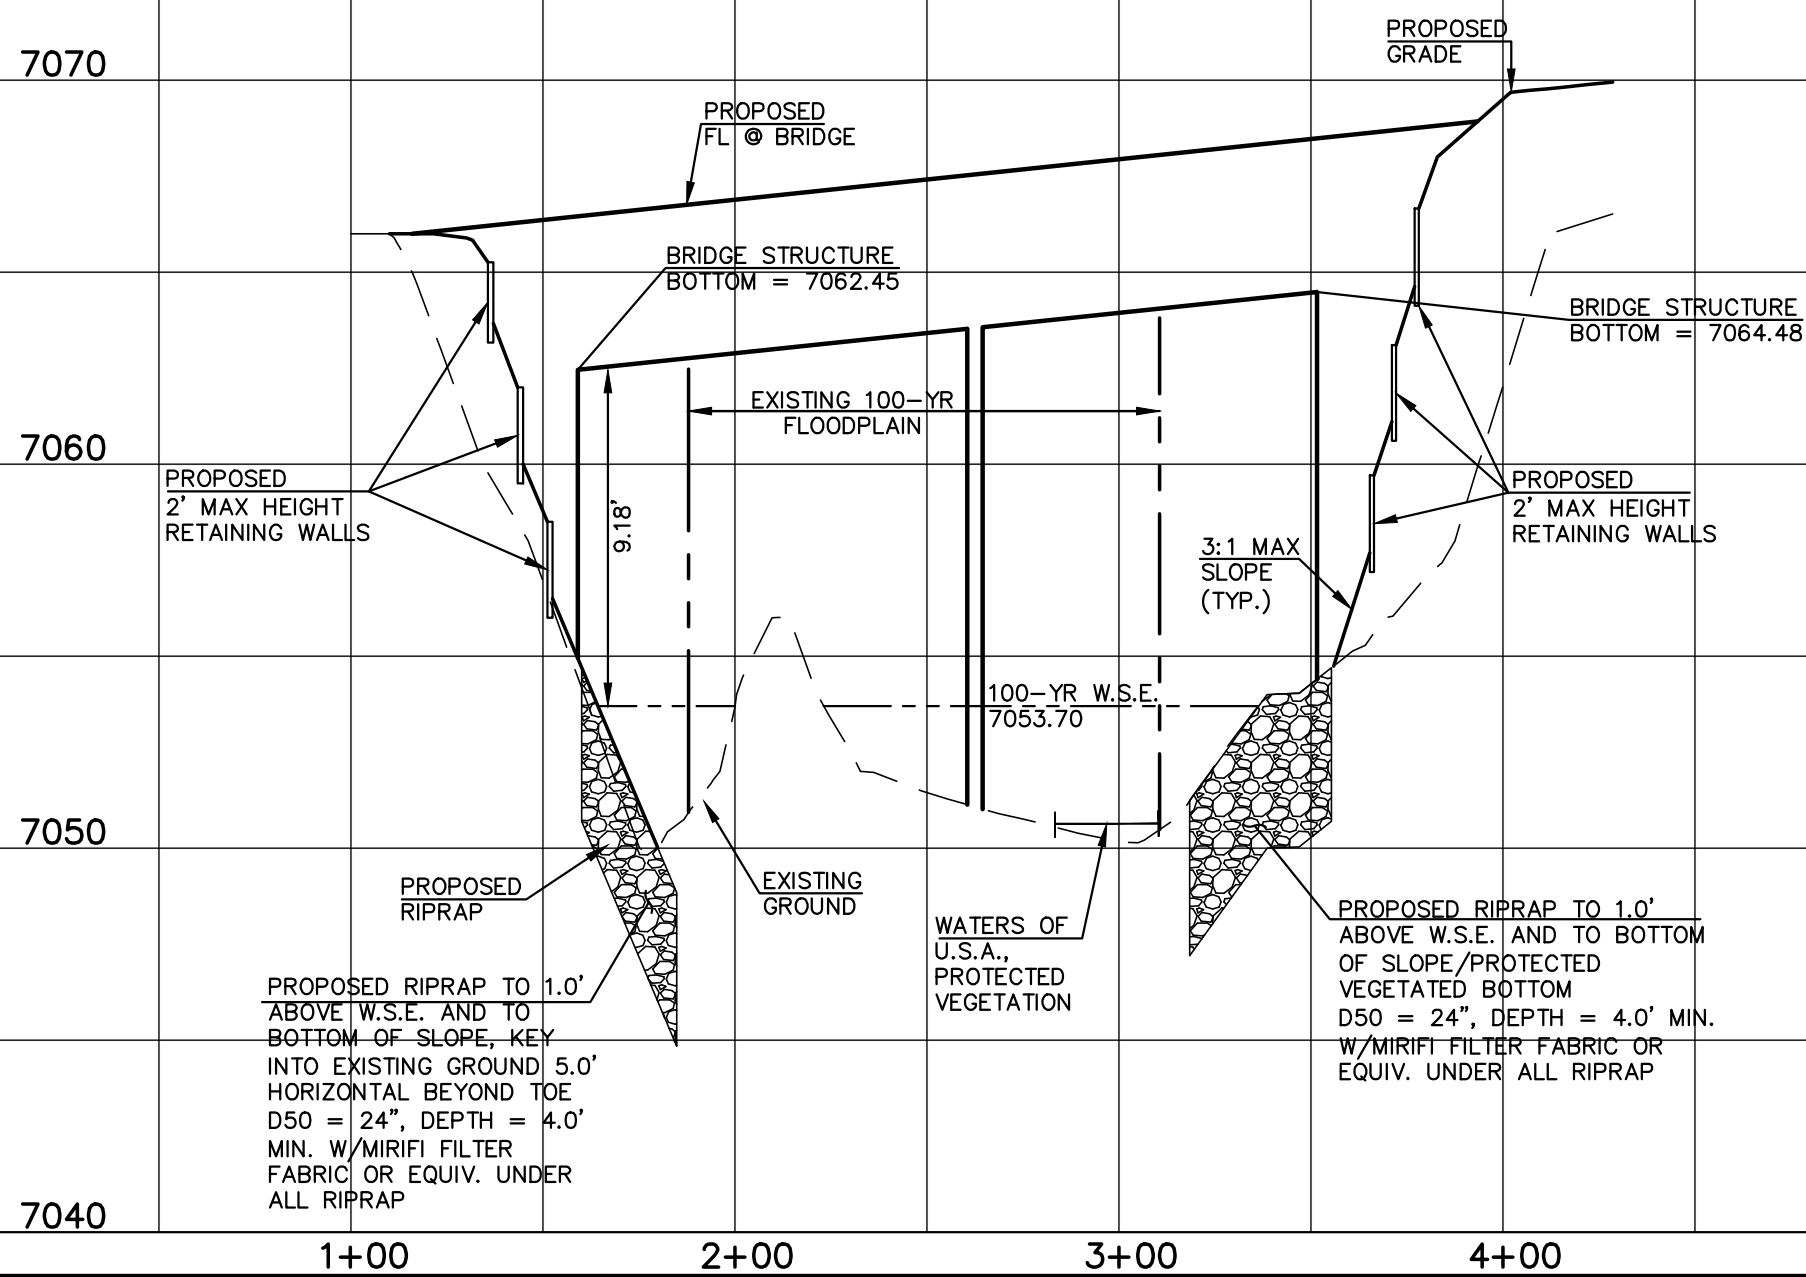 PROPOSED
GRADE
7070
PROPOSED
FL @ BRIDGE
BRIDGE STRUCTURE
BOTTOM = 7062.45
BRIDGE STRUCTURE
BOTTOM = 7064.48
EXISTING 100-YR
FLOODPLAIN
7060
PROPOSED
2' MAX HEIGHT
RETAINING WALLS
9.18'
PROPOSED
2' MAX HEIGHT
RETAINING WALLS
3:1 MAX
SLOPE
(TYP.)
100-YR W.S.E.
7053.70
7050
PROPOSED
RIPRAP
EXISTING
GROUND
WATERS OF
U.S.A.,
PROTECTED
VEGETATION
PROPOSED RIPRAP TO 1.0'
ABOVE W.S.E. AND TO BOTTOM
OF SLOPE/PROTECTED
VEGETATED BOTTOM
D50 = 24", DEPTH = 4.0' MIN.
W/MIRIFI FILTER FABRIC OR
EQUIV. UNDER ALL RIPRAP
PROPOSED RIPRAP TO 1.0'
ABOVE W.S.E. AND TO
BOTTOM OF SLOPE, KEY
INTO EXISTING GROUND 5.0'
HORIZONTAL BEYOND TOE
D50 = 24", DEPTH = 4.0'
MIN. W/MIRIFI FILTER
FABRIC OR EQUIV. UNDER
ALL RIPRAP
7040
1+00 2+00 3+00 4+00